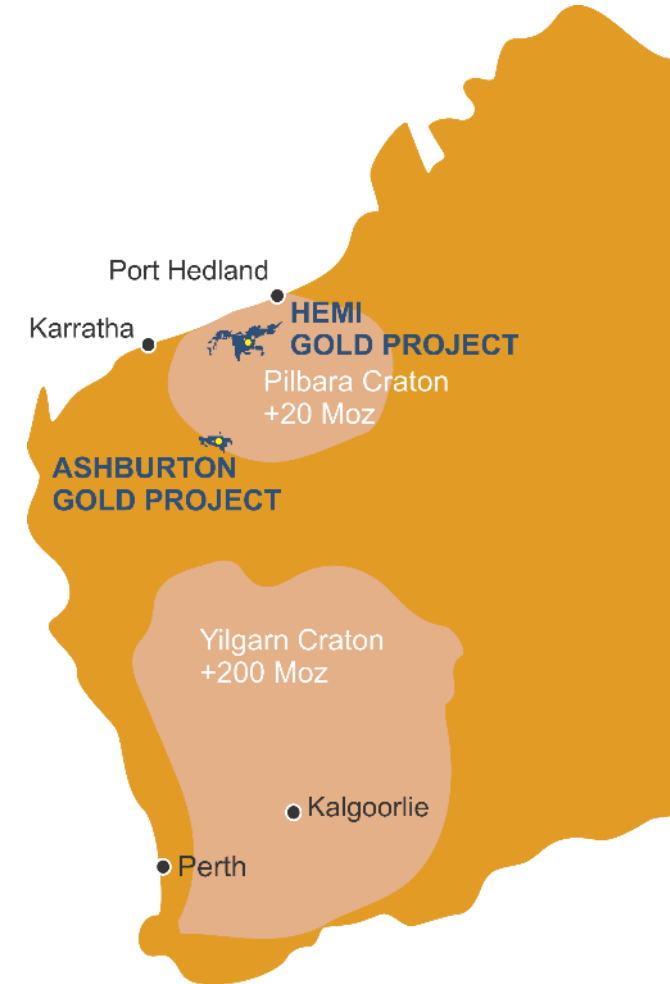 Port Hedland
Karratha
HEMI
GOLD PROJECT
Pilbara Craton
+20 Moz
ASHBURTON
GOLD PROJECT
Yilgarn Craton
+200 Moz
Kalgoorlie
Perth